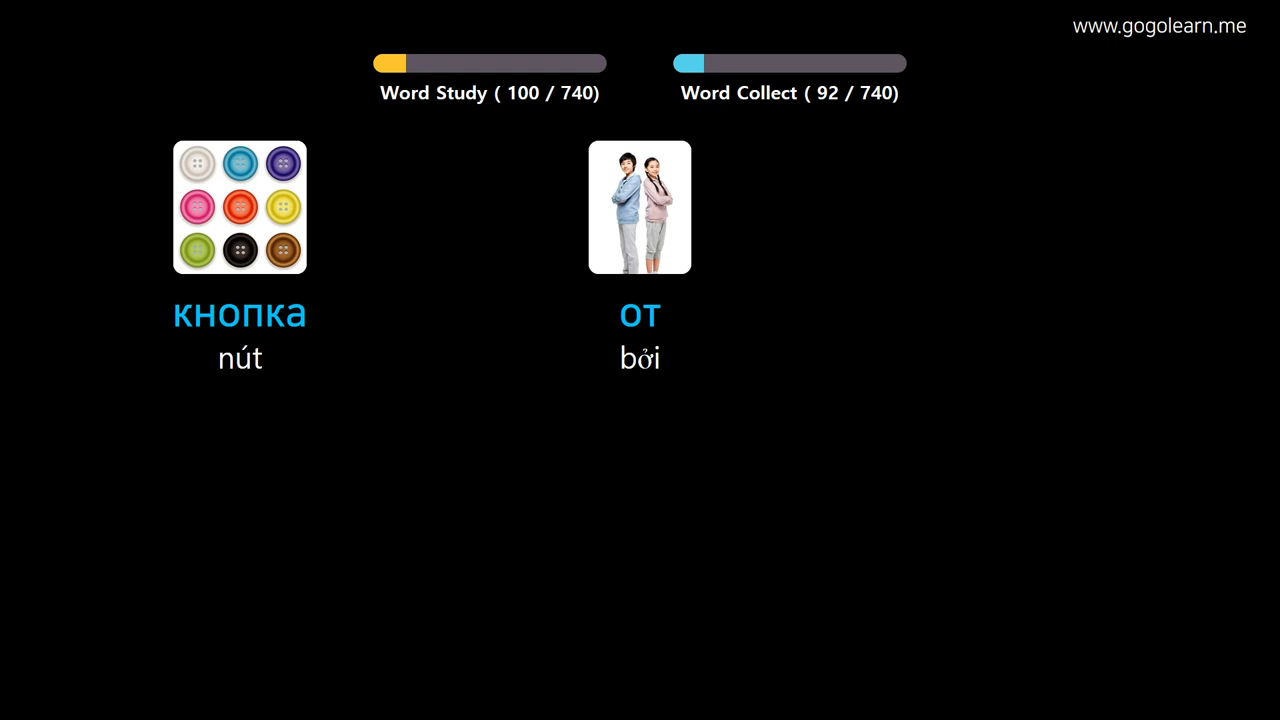 www.gogolearn.me
Word Study ( 100 / 740)
Word Collect ( 92 / 740)
кнопка
nút
от
bởi